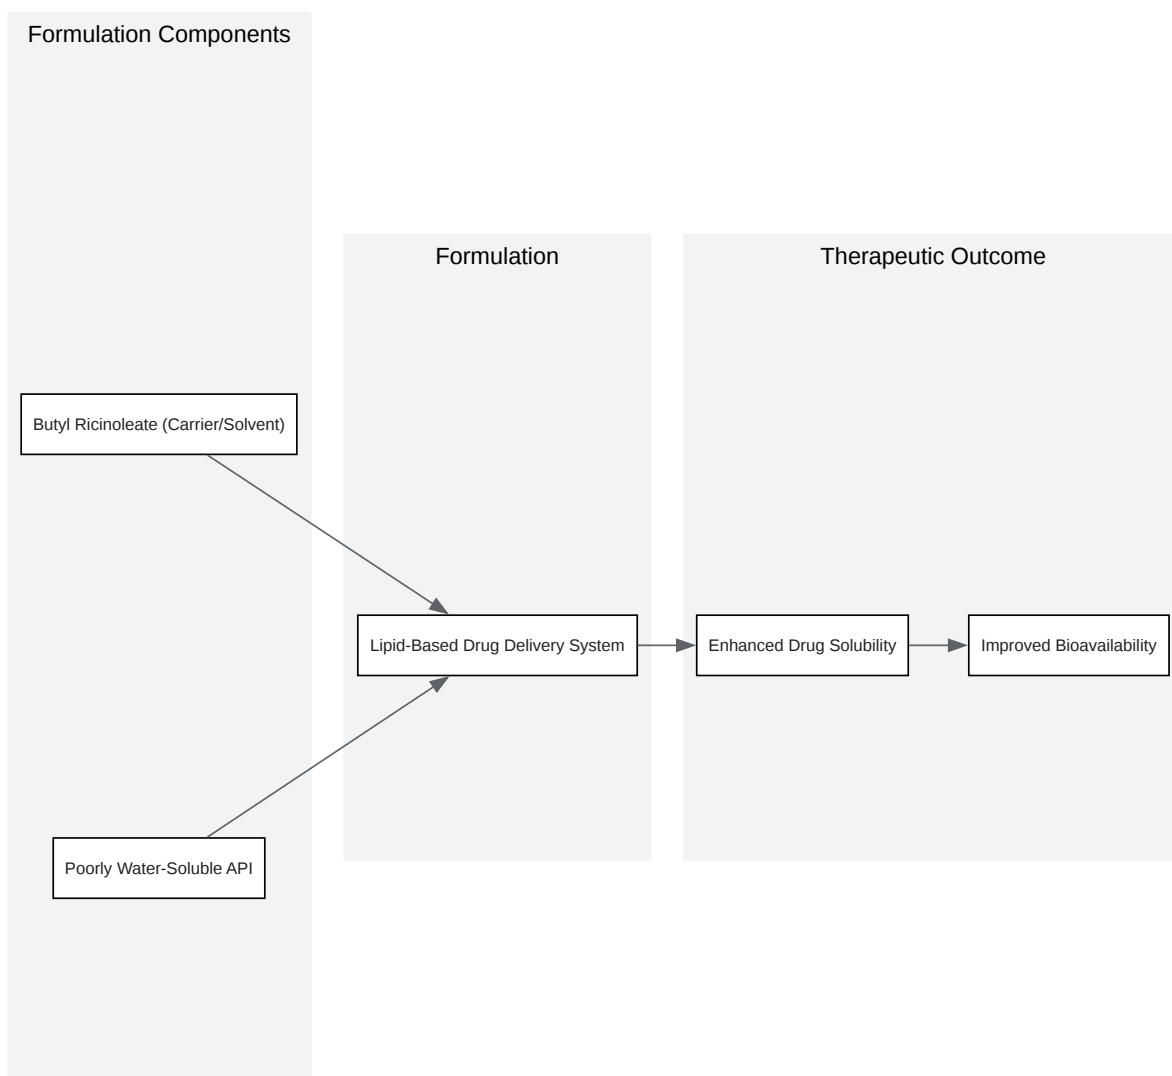 Formulation Components
Butyl Ricinoleate (Carrier/Solvent)
Poorly Water-Soluble API
Formulation
Lipid-Based Drug Delivery System
Therapeutic Outcome
Enhanced Drug Solubility
Improved Bioavailability